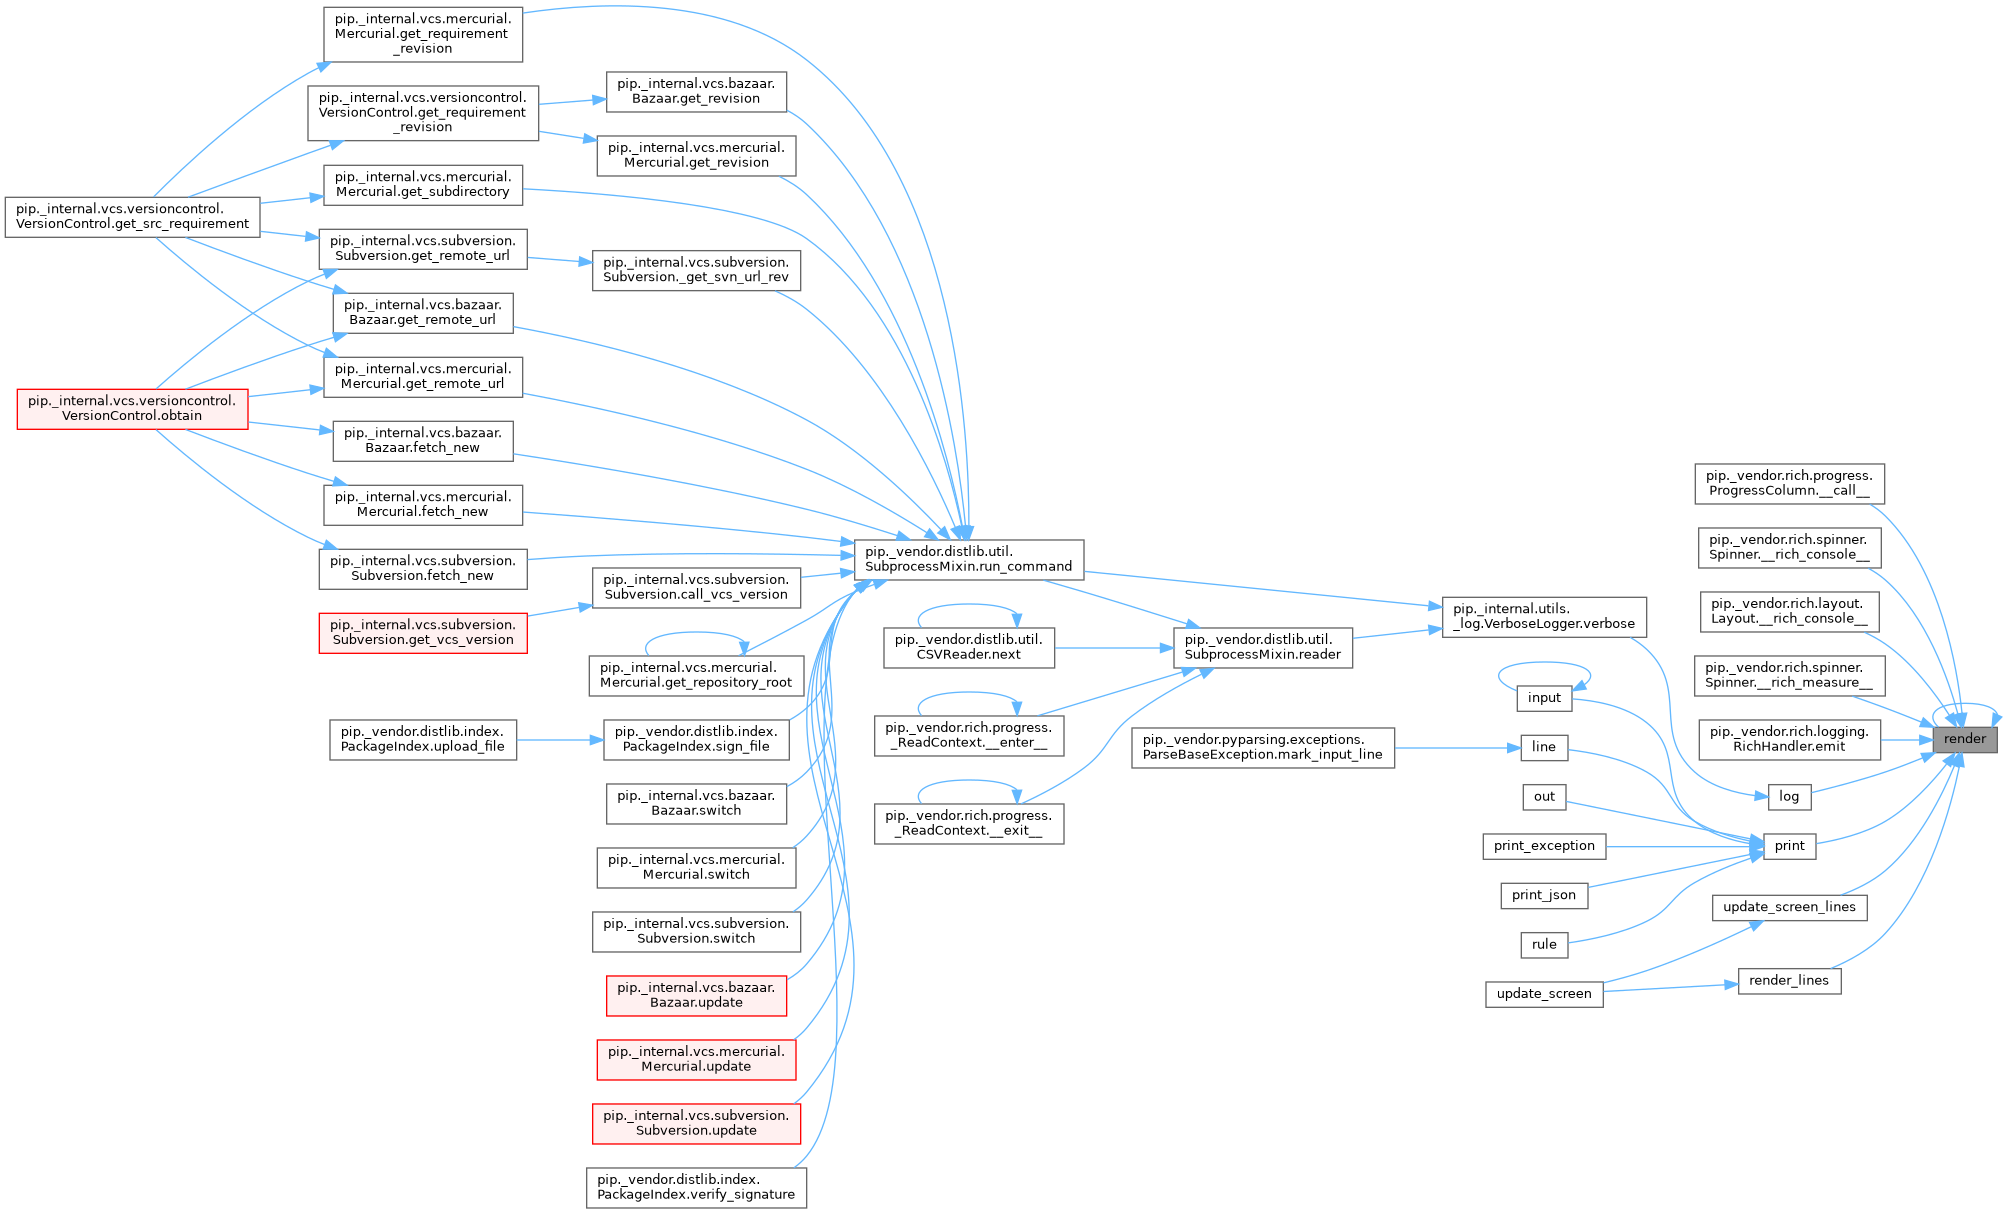 pip._internal.vcs.mercurial.
Mercurial.get_requirement
_revision
pip._internal.vcs.versioncontrol.
VersionControl.get_requirement
_revision
pip._internal.vcs.mercurial.
Mercurial.get_subdirectory
pip._internal.vcs.versioncontrol.
VersionControl.get_src_requirement
pip._internal.vcs.subversion.
Subversion.get_remote_url
pip._internal.vcs.bazaar.
Bazaar.get_remote_url
pip._internal.vcs.mercurial.
Mercurial.get_remote_url
pip._internal.vcs.versioncontrol.
VersionControl.obtain
pip._internal.vcs.bazaar.
Bazaar.fetch_new
pip._internal.vcs.mercurial.
Mercurial.fetch_new
pip._internal.vcs.subversion.
Subversion.fetch_new
pip._internal.vcs.subversion.
Subversion.get_vcs_version
pip._vendor.distlib.index.
PackageIndex.upload_file
pip._internal.vcs.bazaar.
Bazaar.get_revision
pip._internal.vcs.mercurial.
Mercurial.get_revision
pip._internal.vcs.subversion.
Subversion._get_svn_url_rev
pip._internal.vcs.subversion.
Subversion.call_vcs_version
pip._internal.vcs.mercurial.
Mercurial.get_repository_root
pip._vendor.distlib.index.
PackageIndex.sign_file
pip._internal.vcs.bazaar.
Bazaar.switch
pip._internal.vcs.mercurial.
Mercurial.switch
pip._internal.vcs.subversion.
Subversion.switch
pip._internal.vcs.bazaar.
Bazaar.update
pip._internal.vcs.mercurial.
Mercurial.update
pip._internal.vcs.subversion.
Subversion.update
pip._vendor.distlib.index.
PackageIndex.verify_signature
pip._vendor.distlib.util.
SubprocessMixin.run_command
pip._vendor.distlib.util.
CSVReader.next
pip._vendor.rich.progress.
_ReadContext.__enter__
pip._vendor.rich.progress.
_ReadContext.__exit__
pip._vendor.distlib.util.
SubprocessMixin.reader
pip._vendor.pyparsing.exceptions.
ParseBaseException.mark_input_line
pip._internal.utils.
_log.VerboseLogger.verbose
input
line
out
print_exception
print_json
rule
update_screen
pip._vendor.rich.progress.
ProgressColumn.__call__
pip._vendor.rich.spinner.
Spinner.__rich_console__
pip._vendor.rich.layout.
Layout.__rich_console__
pip._vendor.rich.spinner.
Spinner.__rich_measure__
pip._vendor.rich.logging.
RichHandler.emit
log
print
update_screen_lines
render_lines
render